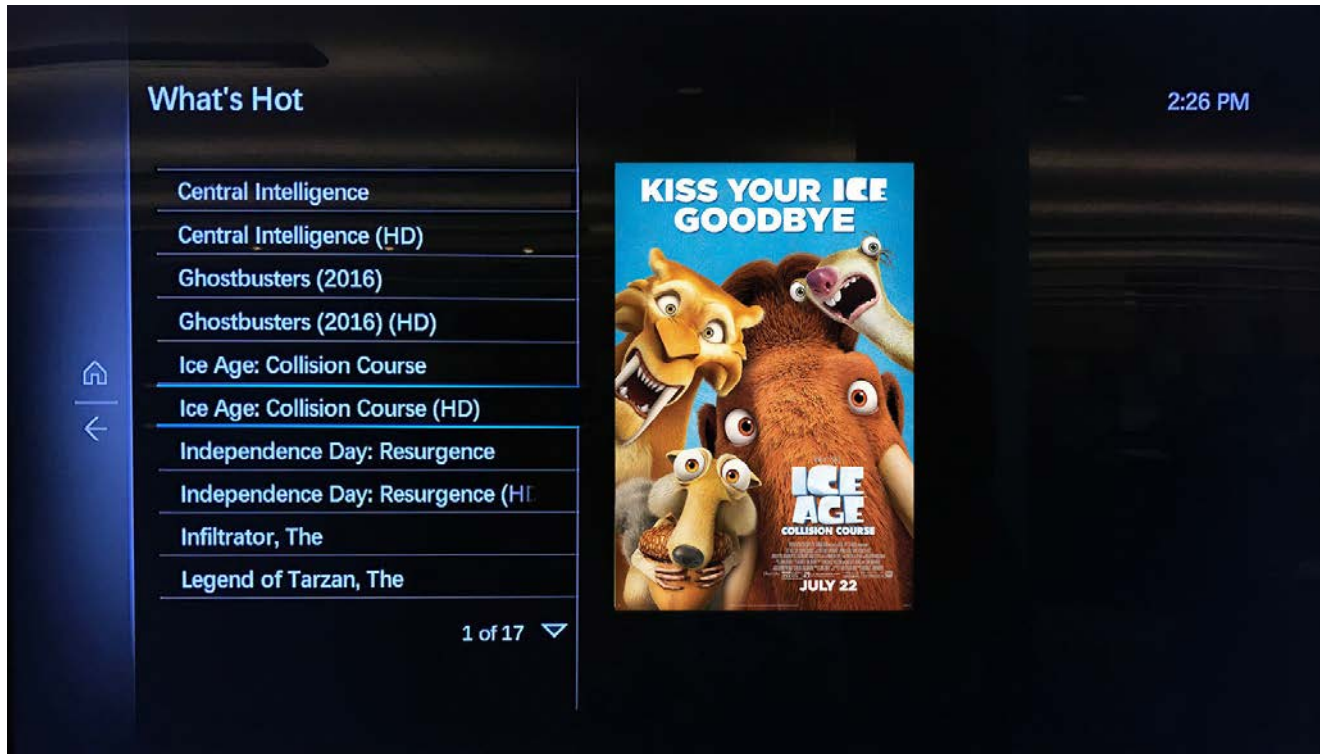 What's Hot
2:26 PM
Central Intelligence
Central Intelligence (HD)
Ghostbusters (2016)
Ghostbusters (2016) (HD)
Ice Age: Collision Course
Ice Age: Collision Course (HD)
Independence Day: Resurgence
Independence Day: Resurgence (HD
Infiltrator, The
Legend of Tarzan, The
1 of 17
KISS YOUR ICE
GOODBYE
ICE
AGE
COLLISION COURSE
JULY 22